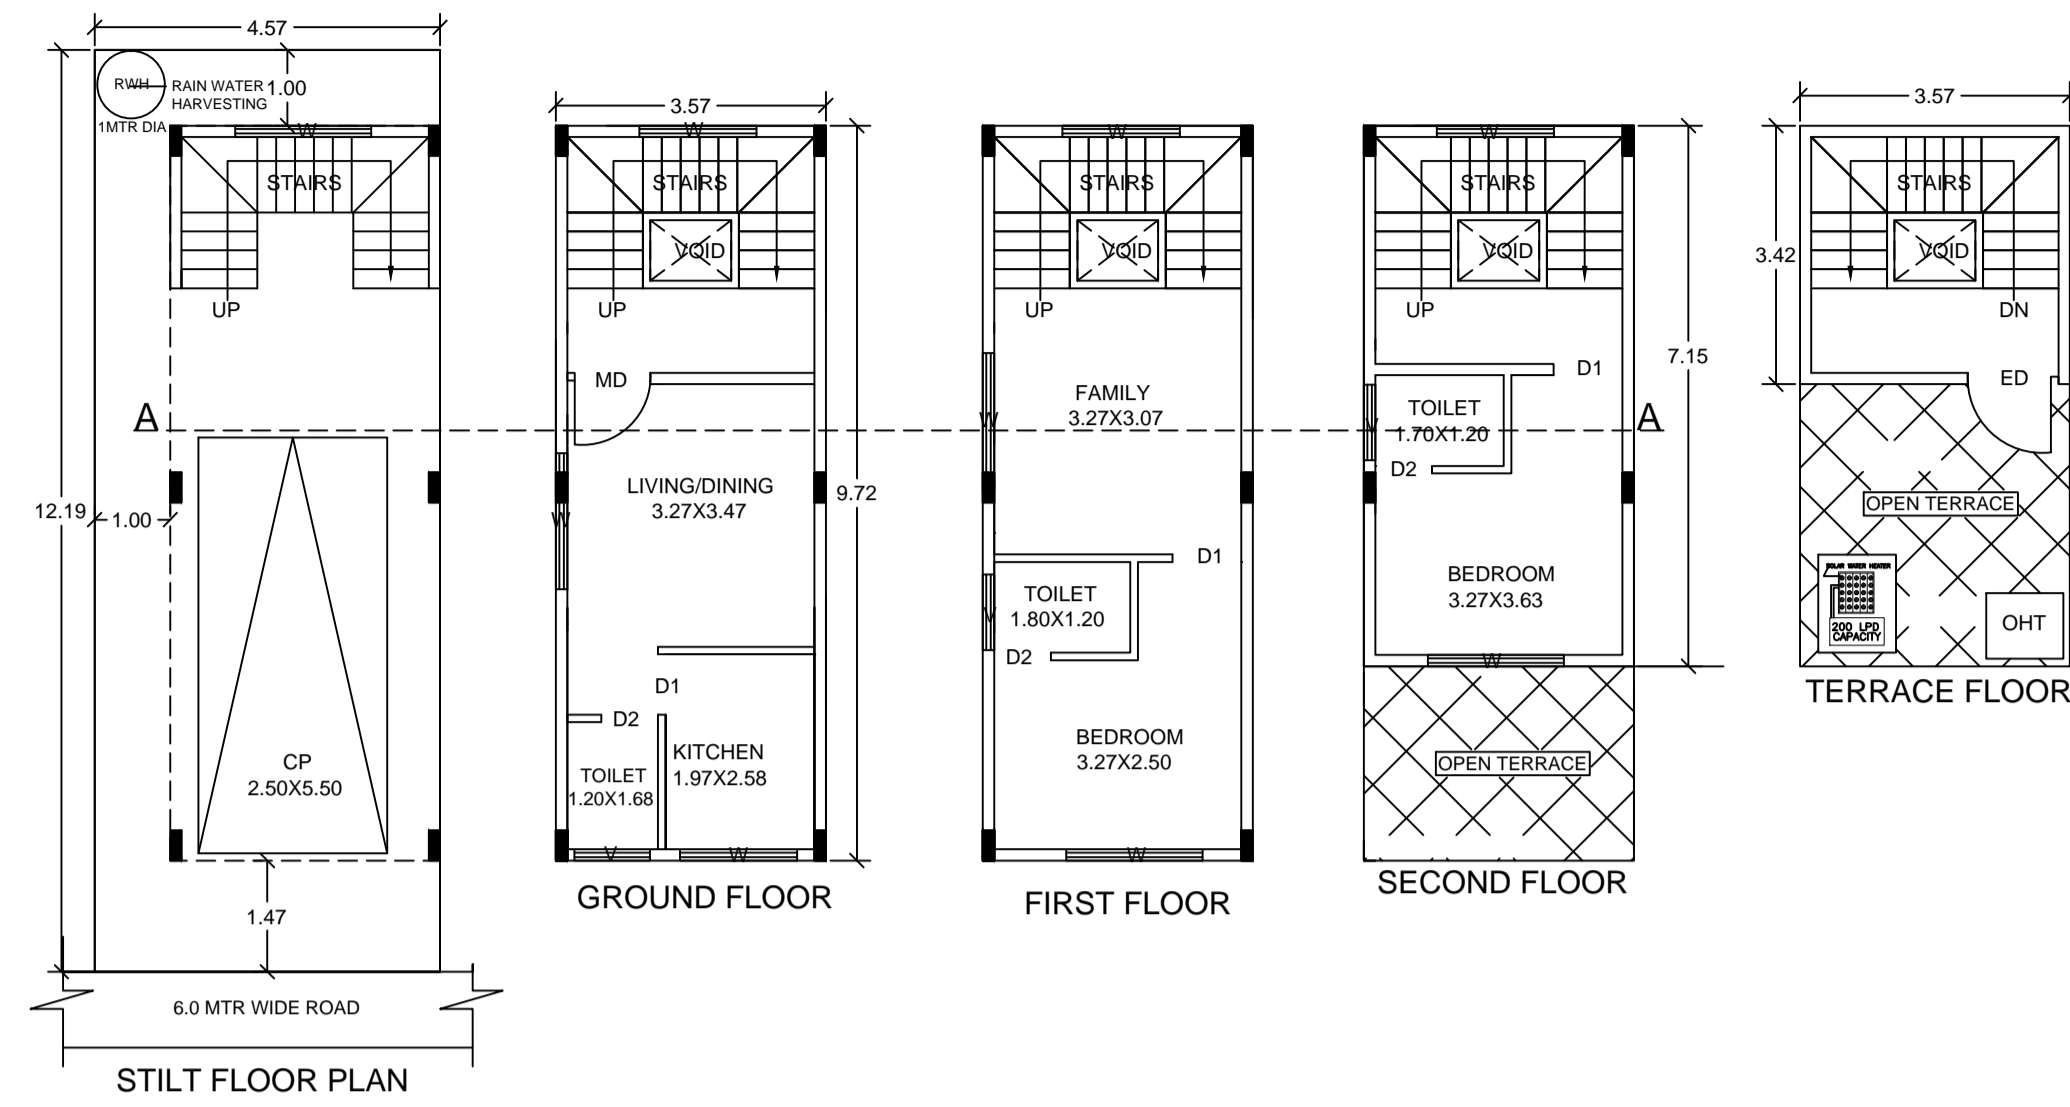 4.57
RWH
RAIN WATER
HARVESTING
1MTR DIA
1.00
W
STAIRS
UP
A
12.19
1.00
CP
2.50X5.50
1.47
6.0 MTR WIDE ROAD
STILT FLOOR PLAN
3.57
W
STAIRS
VOID
UP
MD
W
LIVING/DINING
3.27X3.47
9.72
D1
D2
KITCHEN
1.97X2.58
TOILET
1.20X1.68
V
W
GROUND FLOOR
W
STAIRS
VOID
UP
FAMILY
3.27X3.07
W
D1
TOILET
1.80X1.20
V
D2
BEDROOM
3.27X2.50
W
FIRST FLOOR
W
STAIRS
VOID
UP
D1
TOILET
1.70X1.20
V
D2
A
7.15
BEDROOM
3.27X3.63
W
OPEN TERRACE
SECOND FLOOR
3.57
STAIRS
VOID
3.42
DN
ED
OPEN TERRACE
SOLAR WATER HEATER
200 LPD
CAPACITY
OHT
TERRACE FLOOR